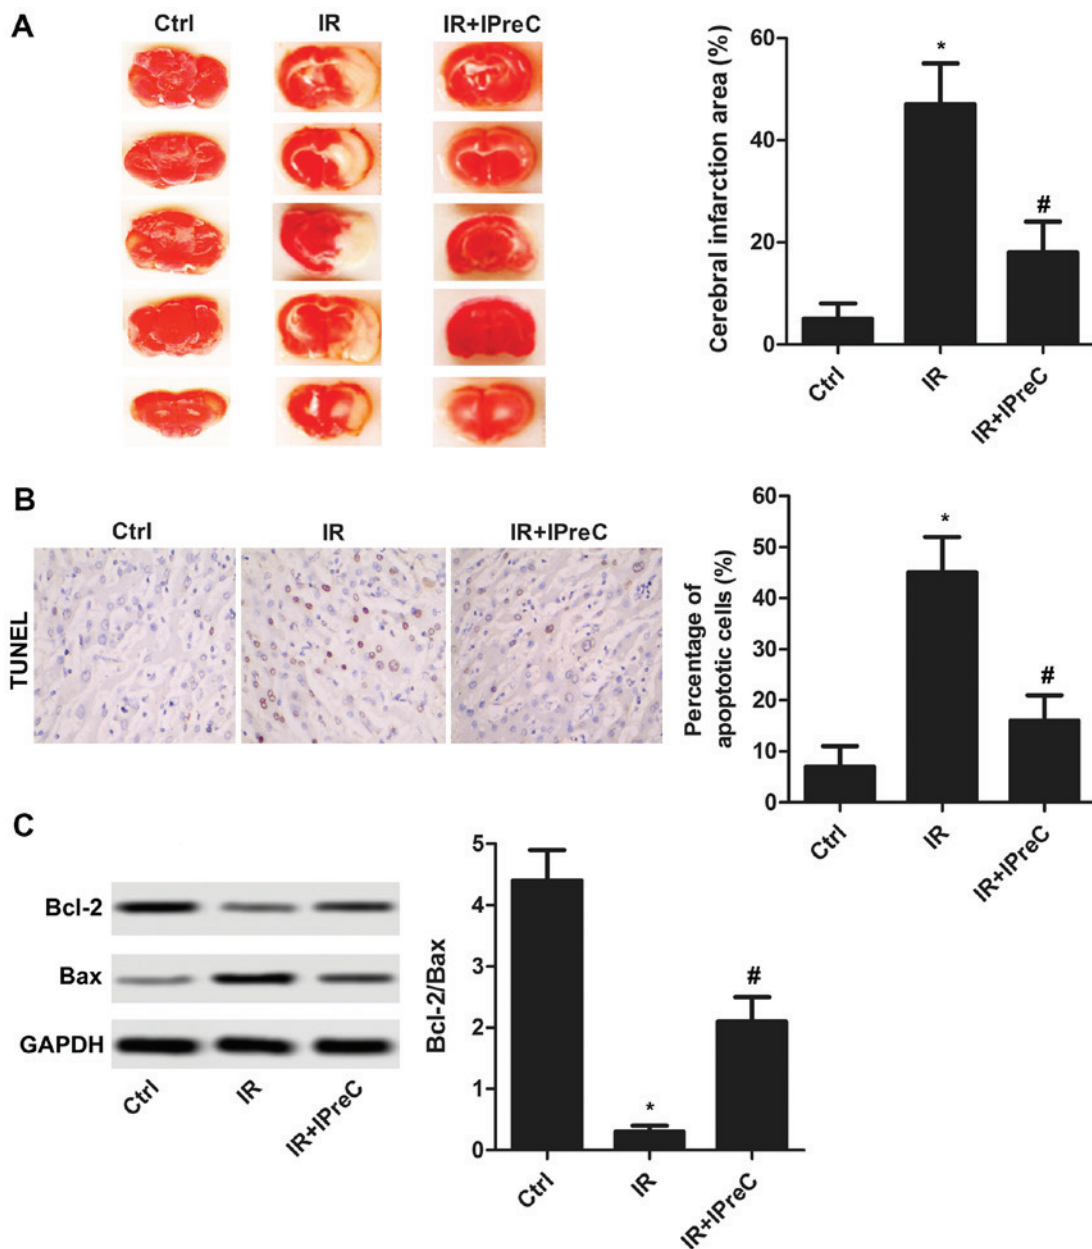 A
Ctrl
IR
IR+IPreC
Cerebral infarction area (%)
60
40
20
0
Ctrl
IR
IR+IPreC
*
#
B
Ctrl
IR
IR+IPreC
TUNEL
Percentage of
apoptotic cells (%)
60
50
40
30
20
10
0
Ctrl
IR
IR+IPreC
*
#
C
Bcl-2
Bax
GAPDH
Ctrl
IR
IR+IPreC
Bcl-2/Bax
5
4
3
2
1
0
Ctrl
IR
IR+IPreC
*
#